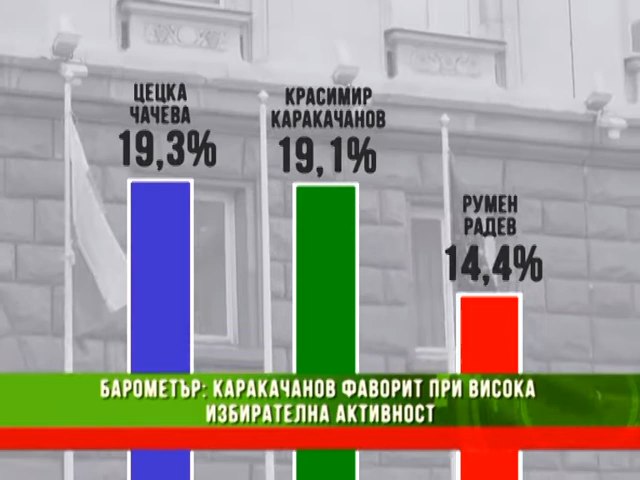 ЦЕЦКА
ЧАЧЕВА
19,3%
КРАСИМИР
КАРАКАЧАНОВ
19,1%
РУМЕН
РАДЕВ
14,4%
БАРОМЕТЪР: КАРАКАЧАНОВ ФАВОРИТ ПРИ ВИСОКА
ИЗБИРАТЕЛНА АКТИВНОСТ